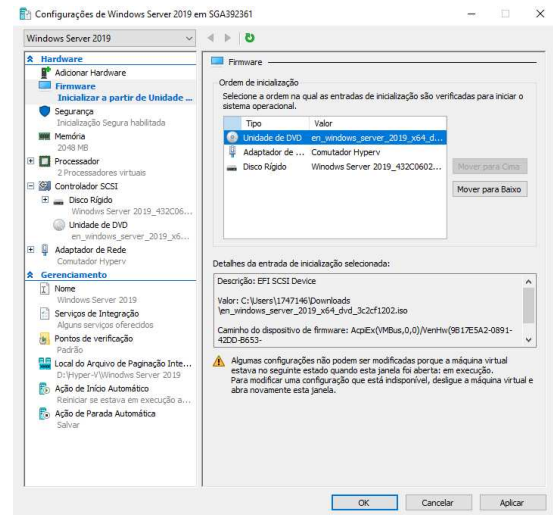 Configurações de Windows Server 2019 em SGA392361
Windows Server 2019
Hardware
Adicionar Hardware
Firmware
Inicializar a partir de Unidade ...
Segurança
Inicialização Segura habilitada
Memória
2048 MB
Processador
2 Processadores virtuais
Controlador SCSI
Disco Rígido
Winodws Server 2019_432C06...
Unidade de DVD
en_windows_server_2019_x6...
Adaptador de Rede
Comutador Hyperv
Gerenciamento
Nome
Windows Server 2019
Serviços de Integração
Alguns serviços oferecidos
Pontos de verificação
Padrão
Local do Arquivo de Paginação Inte...
D:\Hyper-V\Winodws Server 2019
Ação de Início Automático
Reiniciar se estava em execução a...
Ação de Parada Automática
Salvar
Firmware
Ordem de inicialização
Selecione a ordem na qual as entradas de inicialização são verificadas para iniciar o
sistema operacional.
Tipo Valor
Unidade de DVD en_windows_server_2019_x64_d...
Adaptador de ... Comutador Hyperv
Disco Rígido Winodws Server 2019_432C0602...
Mover para Cima
Mover para Baixo
Detalhes da entrada de inicialização selecionada:
Descrição: EFI SCSI Device
Valor: C:\Users\1747146\Downloads
\en_windows_server_2019_x64_dvd_3c2cf1202.iso
Caminho do dispositivo de firmware: AcpiEx(VMBus,0,0)/VenHw(9B17E5A2-0891-
42DD-B653-
Algumas configurações não podem ser modificadas porque a máquina virtual
estava no seguinte estado quando esta janela foi aberta: em execução.
Para modificar uma configuração que está indisponível, desligue a máquina virtual e
abra novamente esta janela.
OK
Cancelar
Aplicar